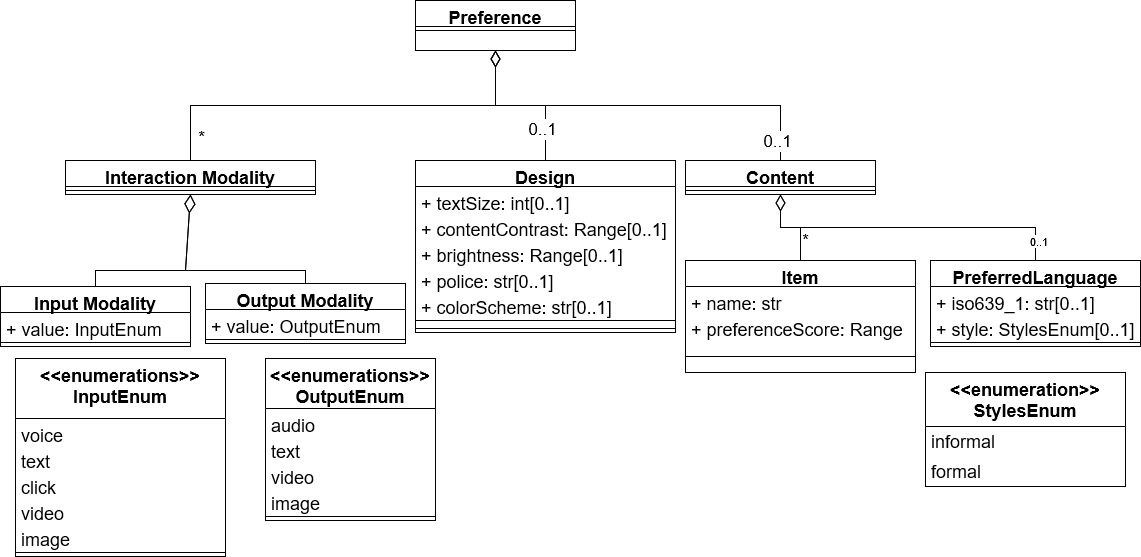 Preference
*
0..1
0..1
Interaction Modality
Design
+ textSize: int[0..1]
+ contentContrast: Range[0..1]
+ brightness: Range[0..1]
+ police: str[0..1]
+ colorScheme: str[0..1]
Content
*
0..1
Input Modality
+ value: InputEnum
Output Modality
+ value: OutputEnum
Item
+ name: str
+ preferenceScore: Range
PreferredLanguage
+ iso639_1: str[0..1]
+ style: StylesEnum[0..1]
<<enumerations>>
InputEnum
voice
text
click
video
image
<<enumerations>>
OutputEnum
audio
text
video
image
<<enumeration>>
StylesEnum
informal
formal